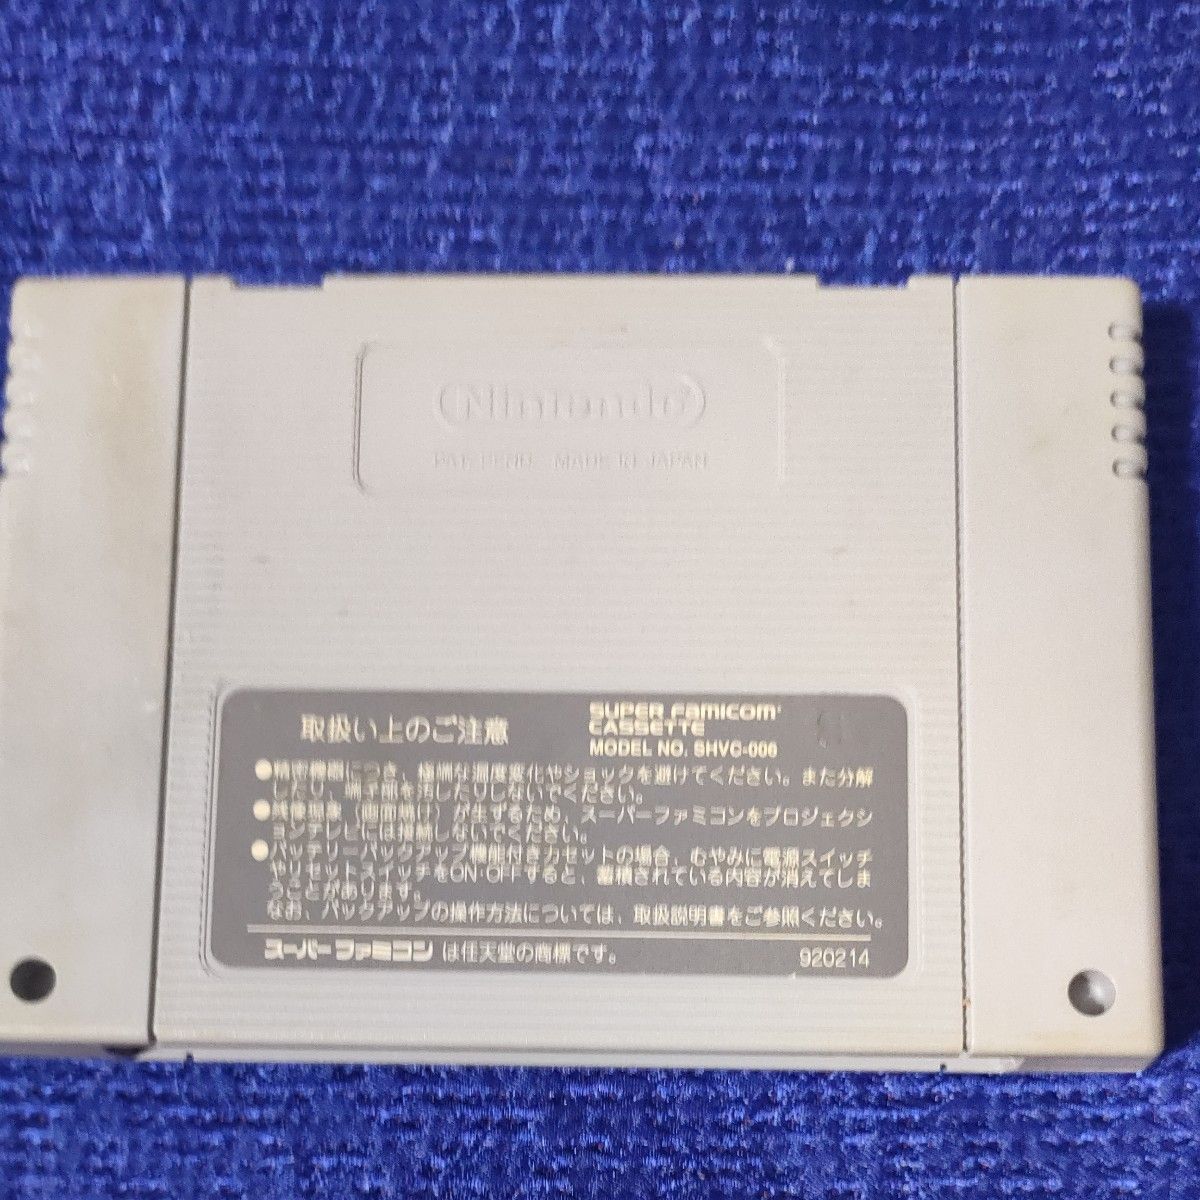 Nintendo
PAT. PEND. MADE IN JAPAN
取扱い上のご注意
SUPER FAMICOM
CASSETTE
MODEL NO. SHVC-006
●精密機器につき、極端な温度変化やショックを避けてください。また分解
したり、端子部を汚したりしないでください。
●残像現象(画面焼け)が生ずるため、スーパーファミコンをプロジェクシ
ョンテレビには接続しないでください。
●バッテリーバックアップ機能付きカセットの場合、むやみに電源スイッチ
やリセットスイッチをON・OFFすると、蓄積されている内容が消えてしま
うことがあります。
なお、バックアップの操作方法については、取扱説明書をご参照ください。
スーパーファミコンは任天堂の商標です。
920214